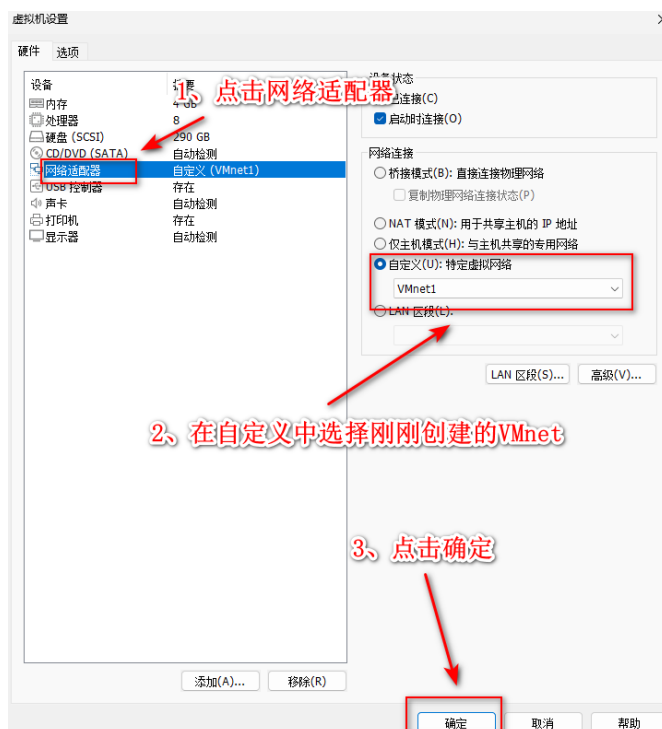 虚拟机设置
硬件 选项
设备
内存
4 GB
处理器 8
硬盘 (SCSI) 290 GB
CD/DVD (SATA) 自动检测
网络适配器 自定义 (VMnet1)
USB 控制器 存在
声卡 自动检测
打印机 存在
显示器 自动检测
添加(A)... 移除(R)
1、点击网络适配器
已连接(C)
启动时连接(O)
网络连接
桥接模式(B): 直接连接物理网络
复制物理网络连接状态(P)
NAT 模式(N): 用于共享主机的 IP 地址
仅主机模式(H): 与主机共享的专用网络
自定义(U): 特定虚拟网络
VMnet1
LAN 区段(L):
LAN 区段(S)... 高级(V)...
2、在自定义中选择刚刚创建的VMnet
3、点击确定
确定 取消 帮助